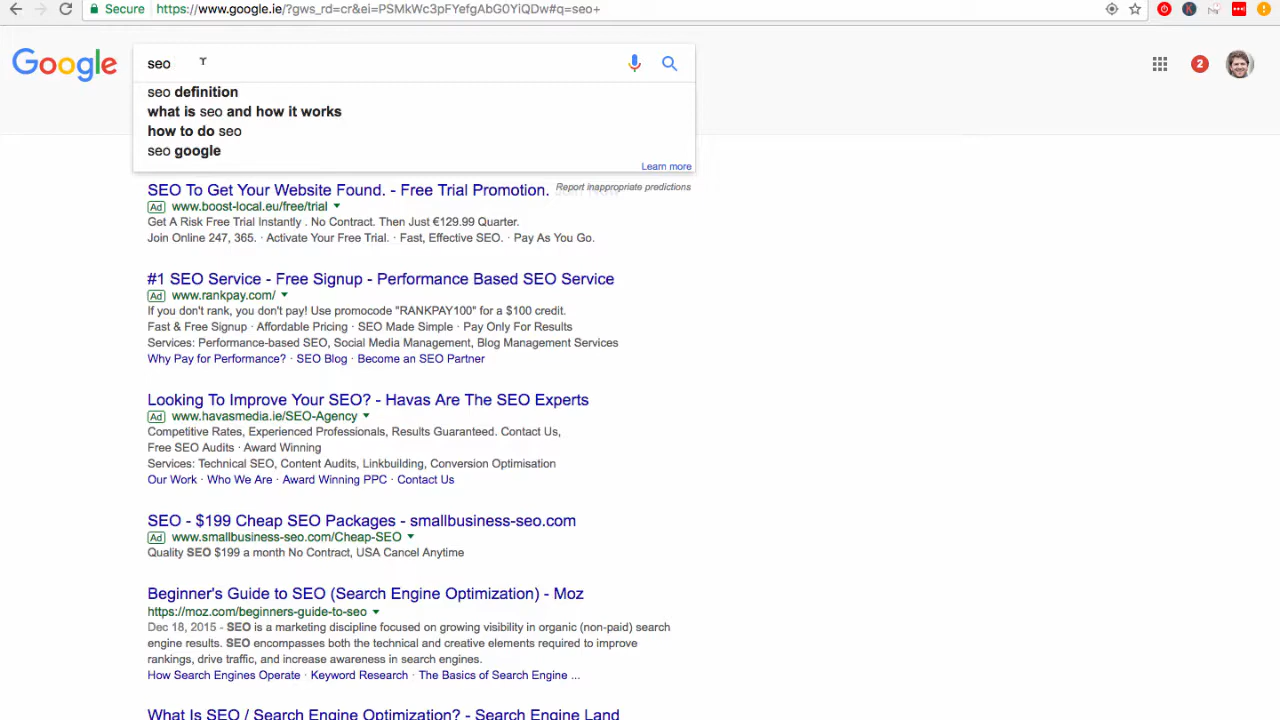 Secure https://www.google.ie/?gws_rd=cr&ei=PSMkWc3pFYefgAbG0YiQDw#q=seo+
Google
seo
2
seo definition
what is seo and how it works
how to do seo
seo google
Learn more
Report inappropriate predictions
SEO To Get Your Website Found. - Free Trial Promotion.
Ad www.boost-local.eu/free/trial
Get A Risk Free Trial Instantly . No Contract. Then Just €129.99 Quarter.
Join Online 247, 365. · Activate Your Free Trial. · Fast, Effective SEO. · Pay As You Go.
#1 SEO Service - Free Signup - Performance Based SEO Service
Ad www.rankpay.com/
If you don't rank, you don't pay! Use promocode "RANKPAY100" for a $100 credit.
Fast & Free Signup · Affordable Pricing · SEO Made Simple · Pay Only For Results
Services: Performance-based SEO, Social Media Management, Blog Management Services
Why Pay for Performance? · SEO Blog · Become an SEO Partner
Looking To Improve Your SEO? - Havas Are The SEO Experts
Ad www.havasmedia.ie/SEO-Agency
Competitive Rates, Experienced Professionals, Results Guaranteed. Contact Us,
Free SEO Audits · Award Winning
Services: Technical SEO, Content Audits, Linkbuilding, Conversion Optimisation
Our Work · Who We Are · Award Winning PPC · Contact Us
SEO - $199 Cheap SEO Packages - smallbusiness-seo.com
Ad www.smallbusiness-seo.com/Cheap-SEO
Quality SEO $199 a month No Contract, USA Cancel Anytime
Beginner's Guide to SEO (Search Engine Optimization) - Moz
https://moz.com/beginners-guide-to-seo
Dec 18, 2015 - SEO is a marketing discipline focused on growing visibility in organic (non-paid) search
engine results. SEO encompasses both the technical and creative elements required to improve
rankings, drive traffic, and increase awareness in search engines.
How Search Engines Operate · Keyword Research · The Basics of Search Engine ...
What Is SEO / Search Engine Optimization? - Search Engine Land